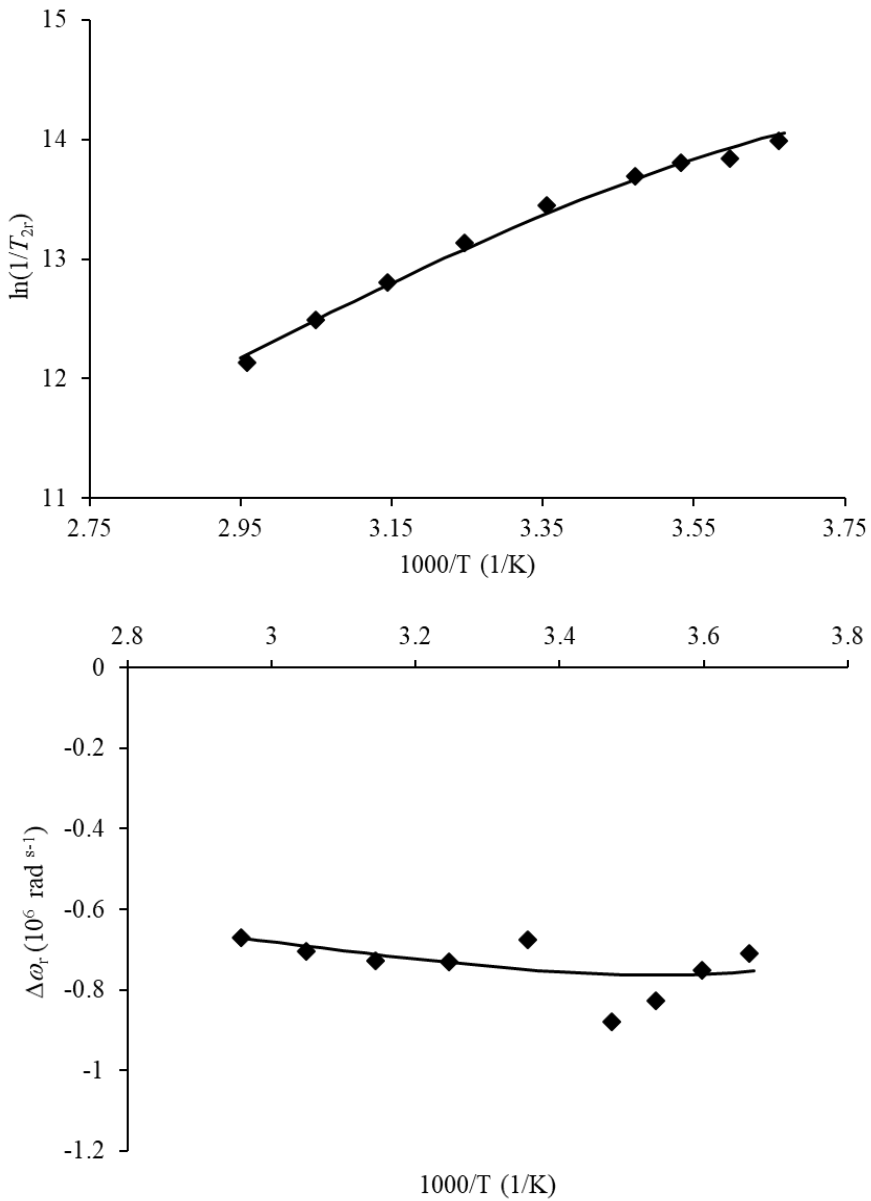 15
14
13
12
11
ln(1/T2r)
2.75 2.95 3.15 3.35 3.55 3.75
1000/T (1/K)
2.8 3 3.2 3.4 3.6 3.8
0
-0.2
-0.4
-0.6
-0.8
-1
-1.2
Δωr (10⁶ rad s-1)
1000/T (1/K)